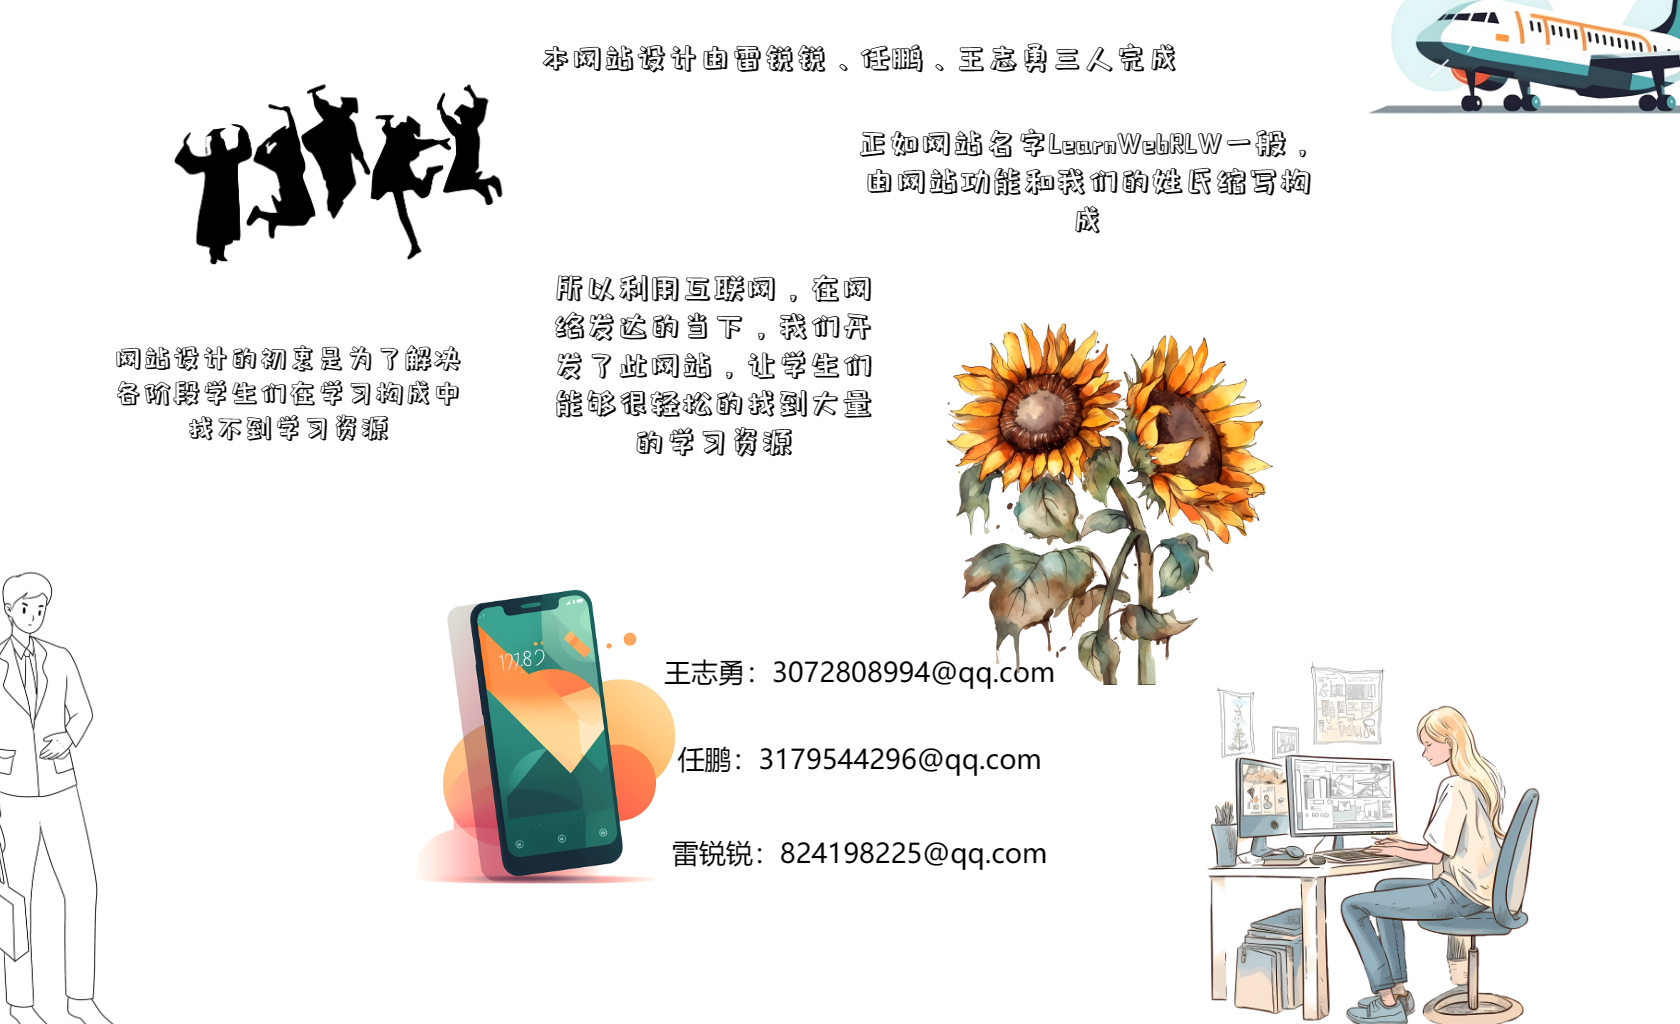 本网站设计由雷锐锐、任鹏、王志勇三人完成
正如网站名字LearnWebRLW一般，
由网站功能和我们的姓氏缩写构
成
所以利用互联网，在网
络发达的当下，我们开
发了此网站，让学生们
能够很轻松的找到大量
的学习资源
网站设计的初衷是为了解决
各阶段学生们在学习构成中
找不到学习资源
王志勇：3072808994@qq.com
任鹏：3179544296@qq.com
雷锐锐：824198225@qq.com